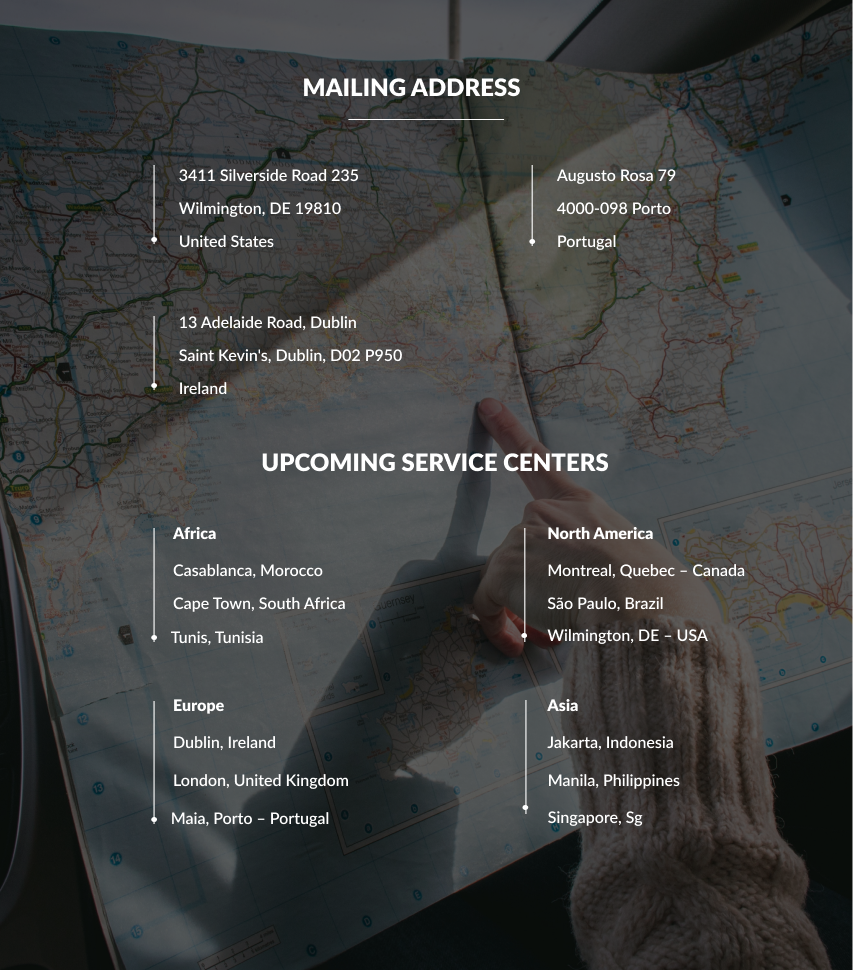 MAILING ADDRESS
3411 Silverside Road 235
Wilmington, DE 19810
United States
Augusto Rosa 79
4000-098 Porto
Portugal
13 Adelaide Road, Dublin
Saint Kevin's, Dublin, D02 P950
Ireland
UPCOMING SERVICE CENTERS
Africa
Casablanca, Morocco
Cape Town, South Africa
Tunis, Tunisia
North America
Montreal, Quebec – Canada
São Paulo, Brazil
Wilmington, DE – USA
Europe
Dublin, Ireland
London, United Kingdom
Maia, Porto – Portugal
Asia
Jakarta, Indonesia
Manila, Philippines
Singapore, Sg